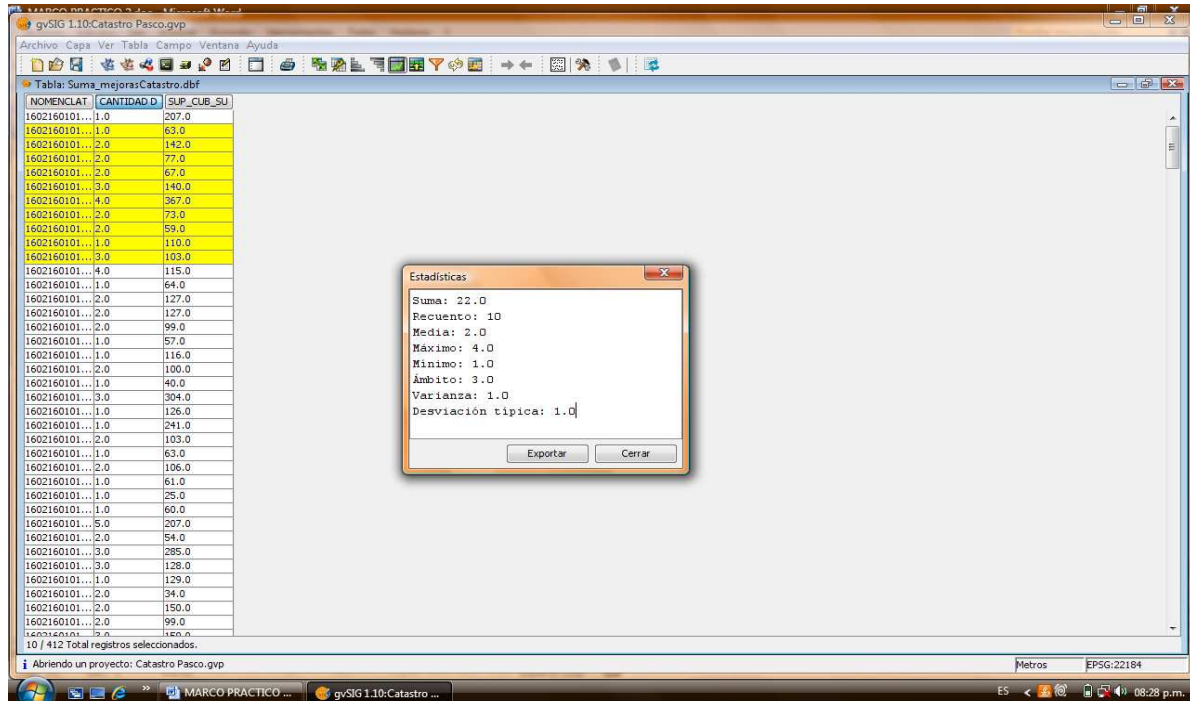 MARCO PRACTICO 2.doc - Microsoft Word
gvSIG 1.10:Catastro Pasco.gvp
Archivo Capa Ver Tabla Campo Ventana Ayuda
Tabla: Suma_mejorasCatastro.dbf
NOMENCLAT CANTIDAD D SUP_CUB_SU
1602160101... 1.0 207.0
1602160101... 1.0 63.0
1602160101... 2.0 142.0
1602160101... 2.0 77.0
1602160101... 2.0 67.0
1602160101... 3.0 140.0
1602160101... 4.0 367.0
1602160101... 2.0 73.0
1602160101... 2.0 59.0
1602160101... 1.0 110.0
1602160101... 3.0 103.0
1602160101... 4.0 115.0
1602160101... 1.0 64.0
1602160101... 2.0 127.0
1602160101... 2.0 127.0
1602160101... 2.0 99.0
1602160101... 1.0 57.0
1602160101... 1.0 116.0
1602160101... 2.0 100.0
1602160101... 1.0 40.0
1602160101... 3.0 304.0
1602160101... 1.0 126.0
1602160101... 1.0 241.0
1602160101... 2.0 103.0
1602160101... 1.0 63.0
1602160101... 2.0 106.0
1602160101... 1.0 61.0
1602160101... 1.0 25.0
1602160101... 1.0 60.0
1602160101... 5.0 207.0
1602160101... 2.0 54.0
1602160101... 3.0 285.0
1602160101... 3.0 128.0
1602160101... 1.0 129.0
1602160101... 2.0 34.0
1602160101... 2.0 150.0
1602160101... 2.0 99.0
Estadísticas
Suma: 22.0
Recuento: 10
Media: 2.0
Máximo: 4.0
Mínimo: 1.0
Ámbito: 3.0
Varianza: 1.0
Desviación típica: 1.0
Exportar Cerrar
10 / 412 Total registros seleccionados.
Abriendo un proyecto: Catastro Pasco.gvp
Metros EPSG:22184
MARCO PRACTICO ... gvSIG 1.10:Catastro ... ES 08:28 p.m.